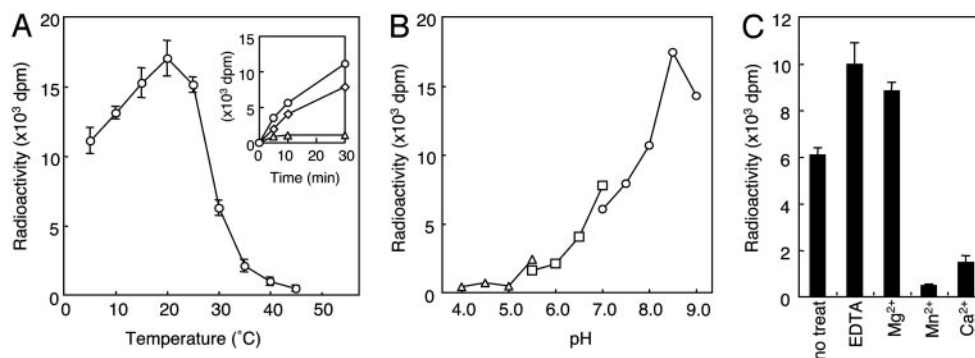 A
Radioactivity (x10³ dpm)
20
15
10
5
0
0 10 20 30 40 50
Temperature (˚C)
(x10³ dpm)
15
10
5
0
0 10 20 30
Time (min)
B
Radioactivity (x10³ dpm)
20
15
10
5
0
4.0 5.0 6.0 7.0 8.0 9.0
pH
C
Radioactivity (x10³ dpm)
12
10
8
6
4
2
0
no treat
EDTA
Mg²⁺
Mn²⁺
Ca²⁺